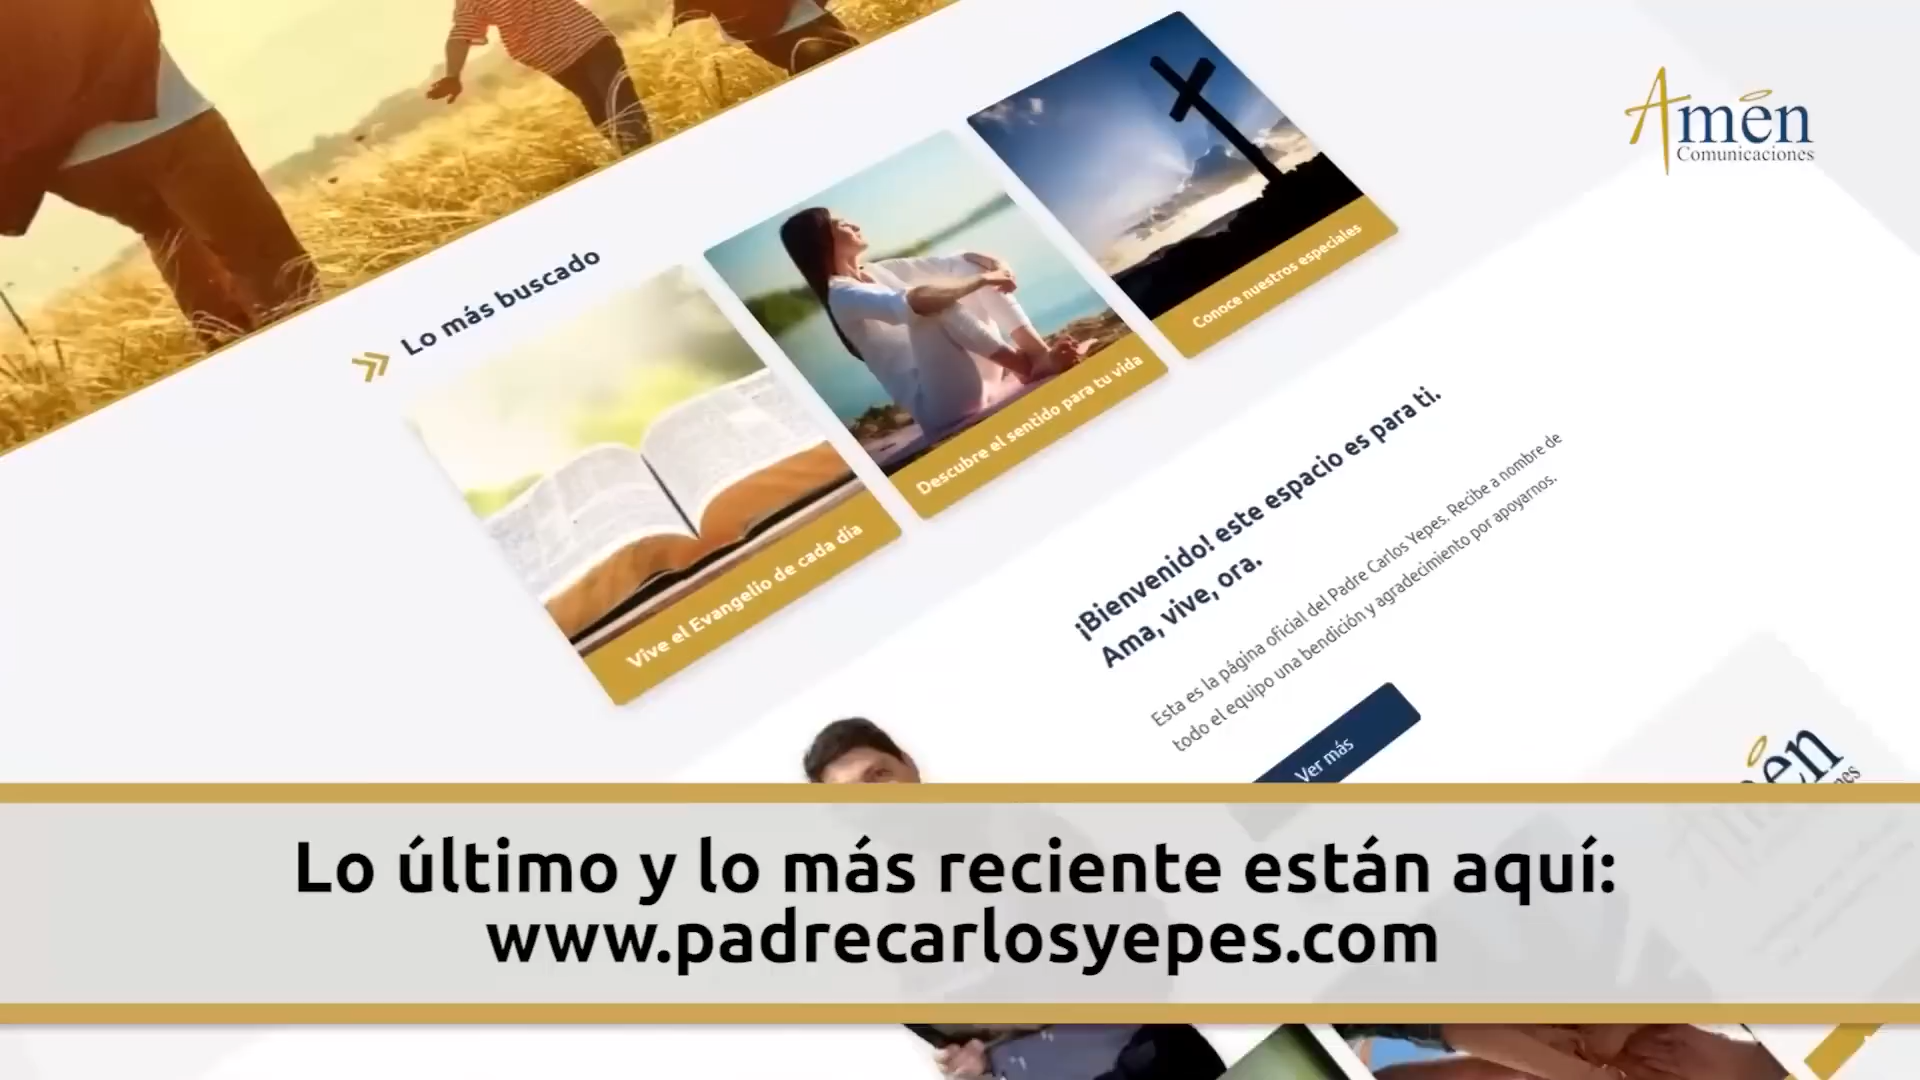 Amén
Comunicaciones
Lo más buscado
Conoce nuestros especiales
Descubre el sentido para tu vida
Vive el Evangelio de cada día
¡Bienvenido! este espacio es para ti.
Ama, vive, ora.
Esta es la página oficial del Padre Carlos Yepes. Recibe a nombre de
todo el equipo una bendición y agradecimiento por apoyarnos.
Ver más
Lo último y lo más reciente están aquí:
www.padrecarlosyepes.com